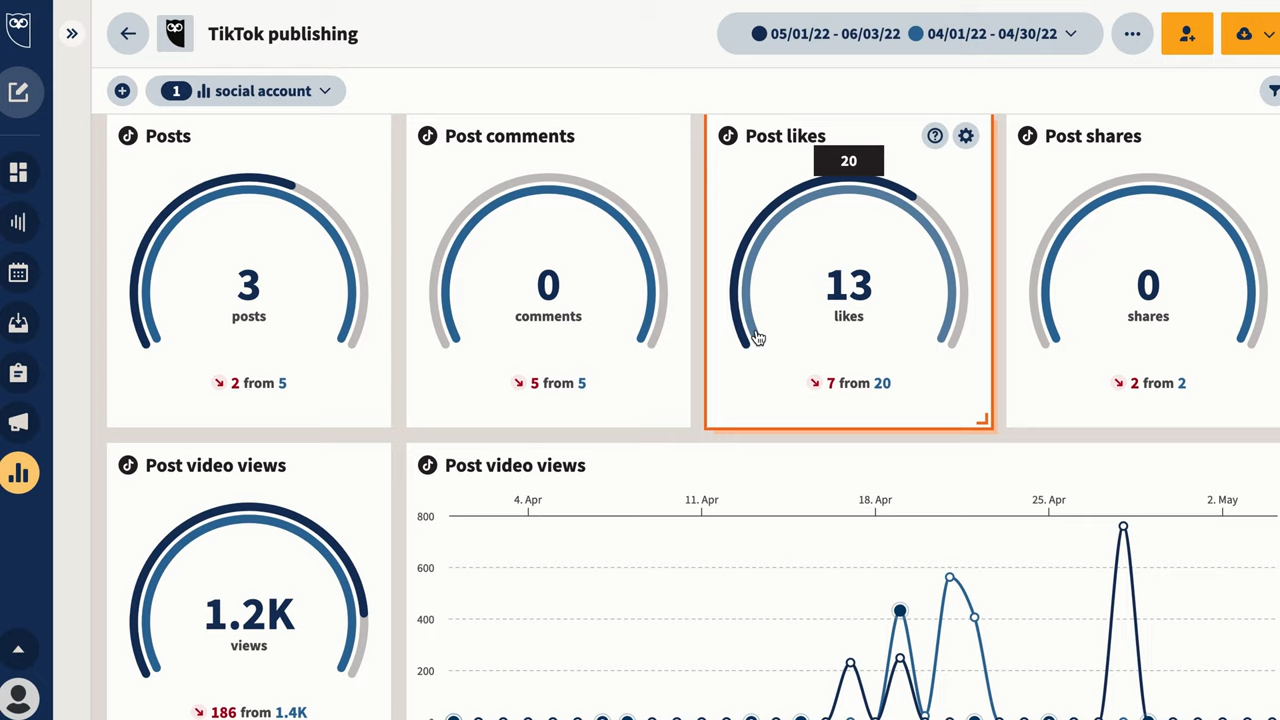 TikTok publishing
05/01/22 - 06/03/22 04/01/22 - 04/30/22
1 social account
Posts
Post comments
Post likes
Post shares
20
3
posts
0
comments
13
likes
0
shares
2 from 5
5 from 5
7 from 20
2 from 2
Post video views
Post video views
4. Apr 11. Apr 18. Apr 25. Apr 2. May
800
600
400
200
1.2K
views
186 from 1.4K